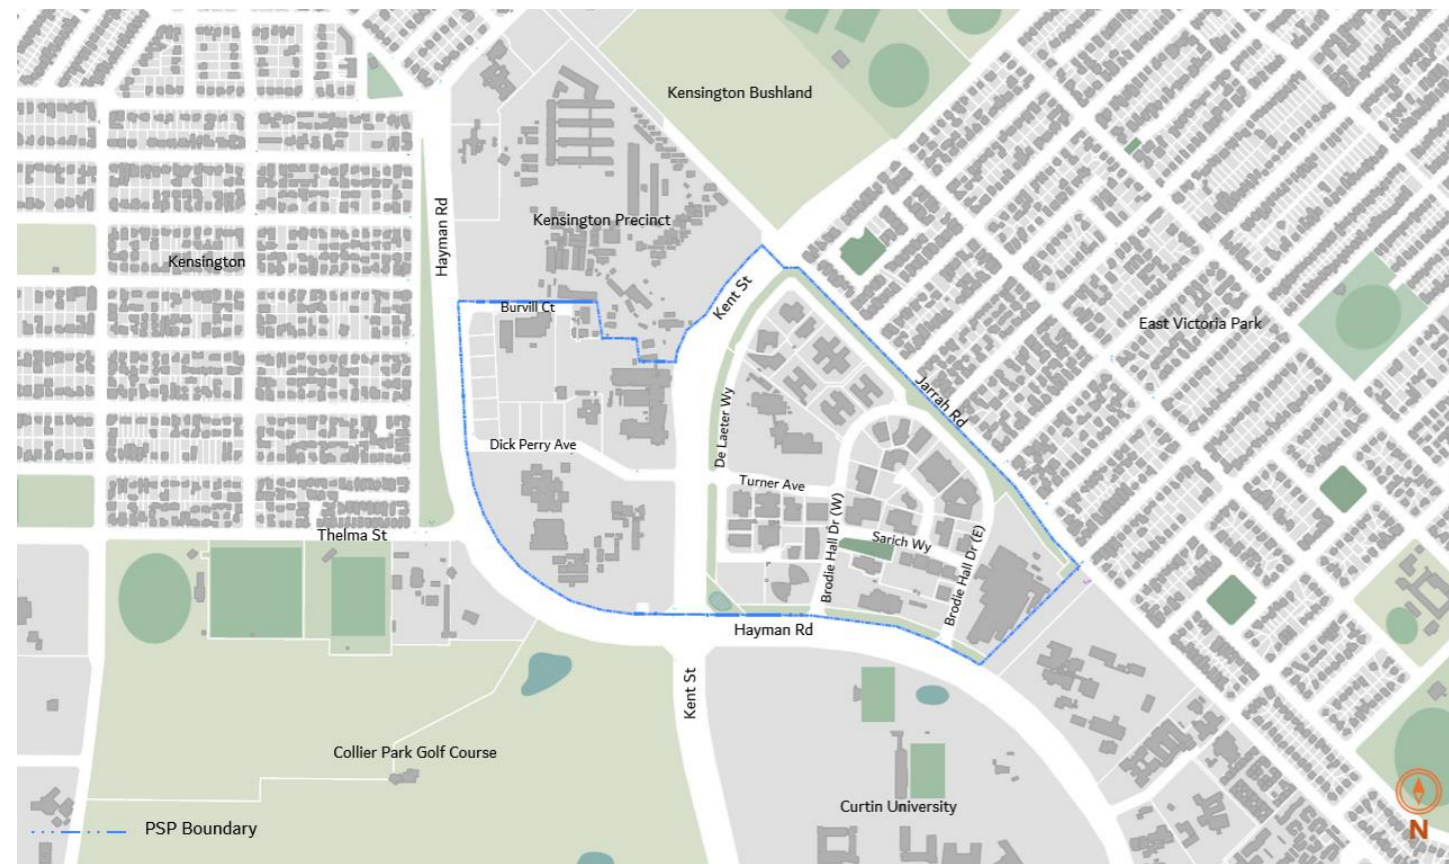 Kensington Bushland
Kensington Precinct
Hayman Rd
Kensington
Kent St
Burvill Ct
East Victoria Park
Jarrah Rd
De Laeter Wy
Dick Perry Ave
Turner Ave
Thelma St
Brodie Hall Dr (W)
Sarich Wy
Brodie Hall Dr (E)
Hayman Rd
Kent St
Collier Park Golf Course
Curtin University
PSP Boundary
N